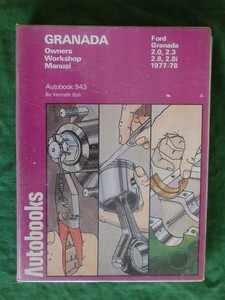 GRANADA
Owners
Workshop
Manual
Autobook 943
By Kenneth Ball
Ford
Granada
2.0, 2.3
2.8, 2.8i
1977-78
Autobooks